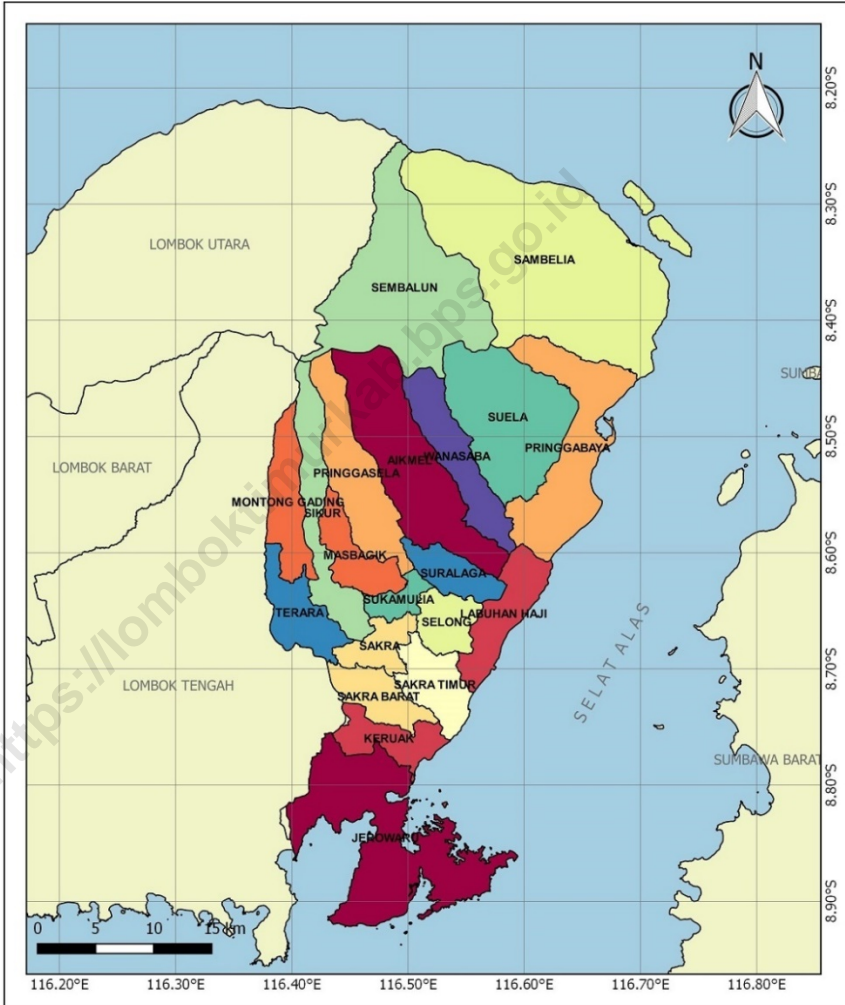 N
8.20°S
8.30°S
LOMBOK UTARA
SEMBALUN
SAMBELIA
8.40°S
SUMBA
SUELA
8.50°S
LOMBOK BARAT
AIKMEL
WANASABA
PRINGGABAYA
PRINGGASELA
MONTONG GADING
SIKUR
MASBAGIK
8.60°S
SURALAGA
SUKAMULIA
TERARA
LABUHAN HAJI
SELONG
SAKRA
SELAT ALAS
8.70°S
LOMBOK TENGAH
SAKRA TIMUR
SAKRA BARAT
KERUAK
SUMBAWA BARAT
8.80°S
JEROWARU
8.90°S
0 5 10 15 km
116.20°E 116.30°E 116.40°E 116.50°E 116.60°E 116.70°E 116.80°E
https://lomboktimurkab.bps.go.id